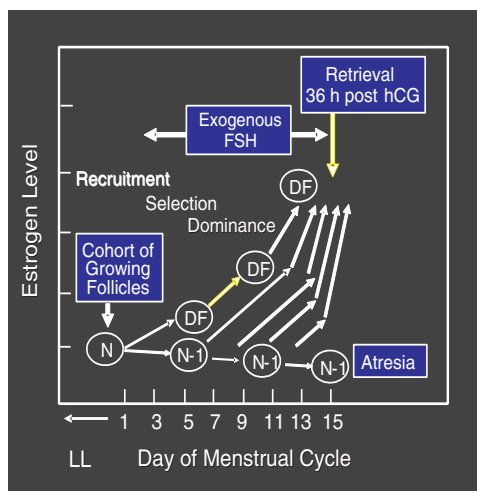 Retrieval
36 h post hCG
Exogenous
FSH
Recruitment
Selection
Dominance
DF
Estrogen Level
Cohort of
Growing
Follicles
DF
DF
N
N-1
N-1
N-1
Atresia
1 3 5 7 9 11 13 15
LL Day of Menstrual Cycle